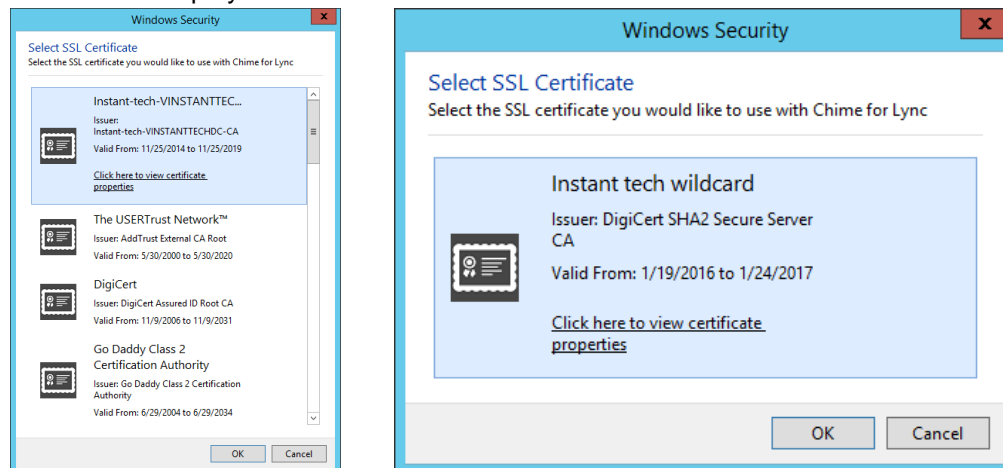 Windows Security
x
Select SSL Certificate
Select the SSL certificate you would like to use with Chime for Lync
Instant-tech-VINSTANTTEC...
Issuer:
Instant-tech-VINSTANTTECHDC-CA
Valid From: 11/25/2014 to 11/25/2019
Click here to view certificate
properties
The USERTrust Network™
Issuer: AddTrust External CA Root
Valid From: 5/30/2000 to 5/30/2020
DigiCert
Issuer: DigiCert Assured ID Root CA
Valid From: 11/9/2006 to 11/9/2031
Go Daddy Class 2
Certification Authority
Issuer: Go Daddy Class 2 Certification
Authority
Valid From: 6/29/2004 to 6/29/2034
OK
Cancel
Windows Security
x
Select SSL Certificate
Select the SSL certificate you would like to use with Chime for Lync
Instant tech wildcard
Issuer: DigiCert SHA2 Secure Server
CA
Valid From: 1/19/2016 to 1/24/2017
Click here to view certificate
properties
OK
Cancel